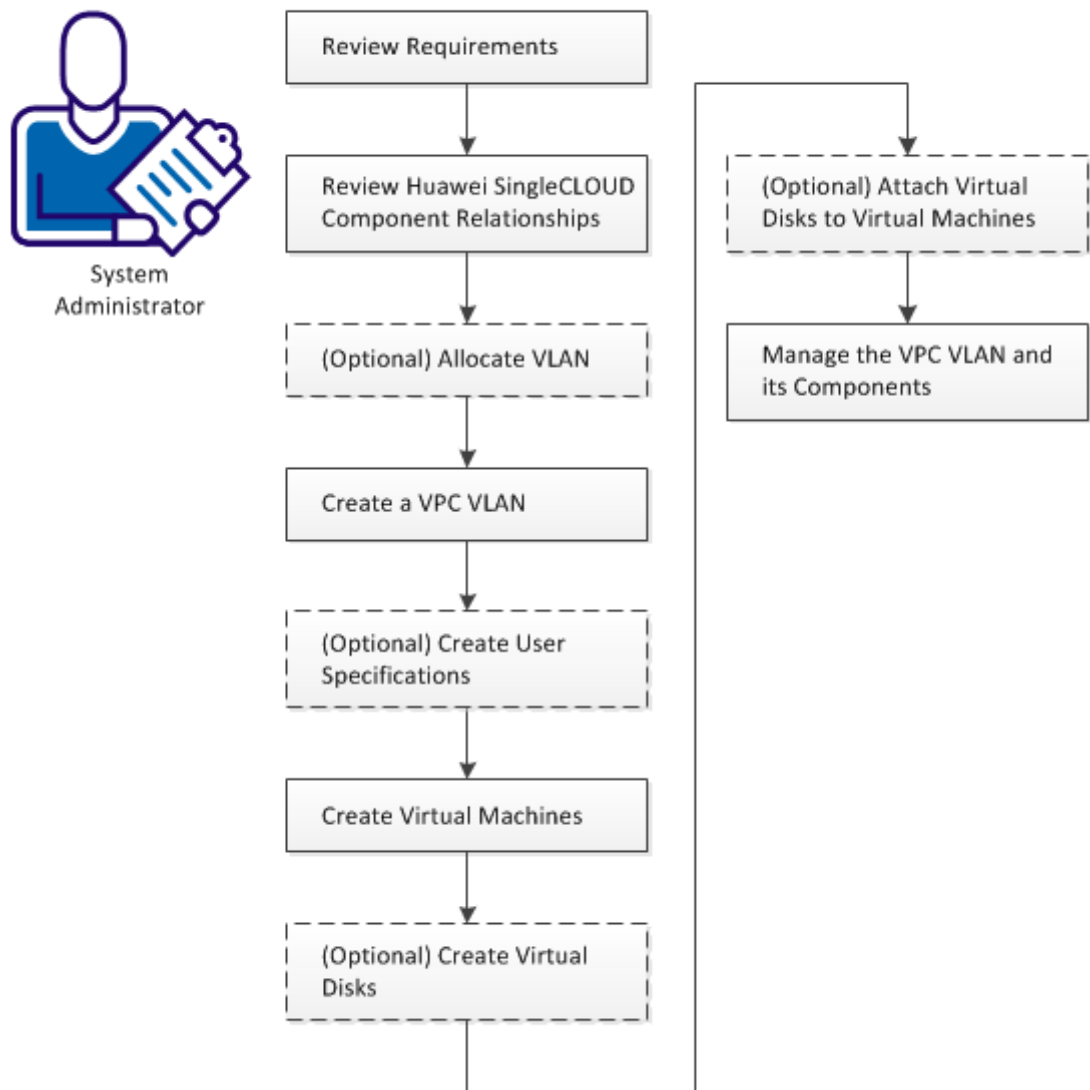 System
Administrator
Review Requirements
Review Huawei SingleCLOUD
Component Relationships
(Optional) Allocate VLAN
Create a VPC VLAN
(Optional) Create User
Specifications
Create Virtual Machines
(Optional) Create Virtual
Disks
(Optional) Attach Virtual
Disks to Virtual Machines
Manage the VPC VLAN and
its Components